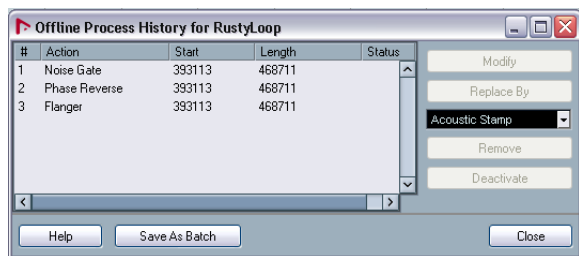 Offline Process History for RustyLoop
# Action Start Length Status
1 Noise Gate 393113 468711
2 Phase Reverse 393113 468711
3 Flanger 393113 468711
Modify
Replace By
Acoustic Stamp
Remove
Deactivate
Help Save As Batch Close